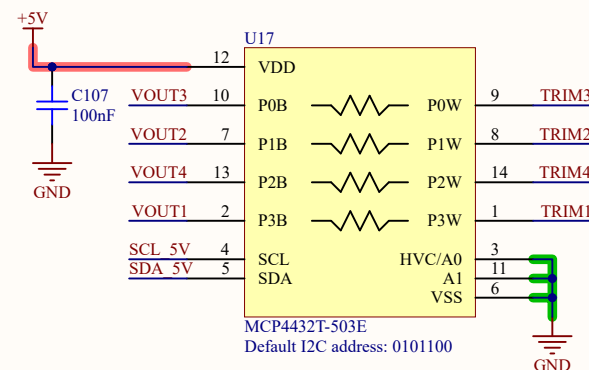 +5V
U17
12 VDD
C107
100nF
GND
VOUT3 10 P0B P0W 9 TRIM3
VOUT2 7 P1B P1W 8 TRIM2
VOUT4 13 P2B P2W 14 TRIM4
VOUT1 2 P3B P3W 1 TRIM1
SCL_5V 4 SCL HVC/A0 3
SDA_5V 5 SDA A1 11
VSS 6
MCP4432T-503E
Default I2C address: 0101100
GND